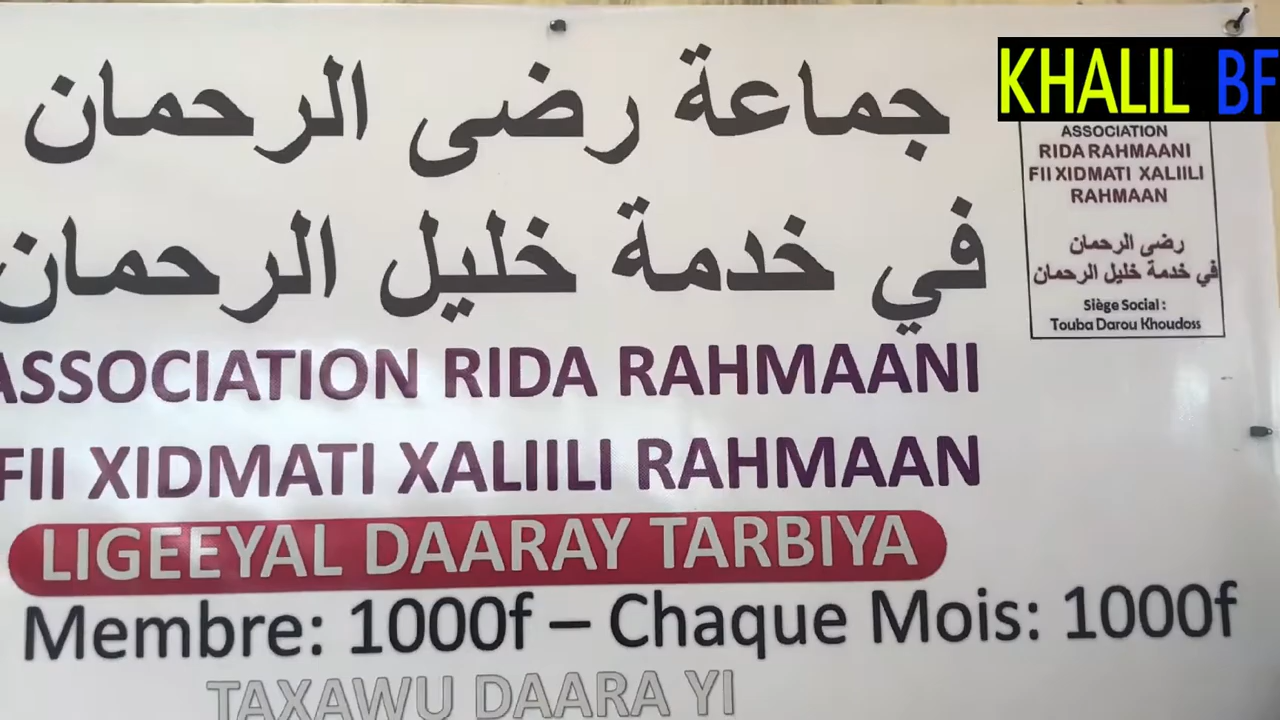 جماعة رضى الرحمان
في خدمة خليل الرحمان
ASSOCIATION RIDA RAHMAANI
FII XIDMATI XALIILI RAHMAAN
LIGEEYAL DAARAY TARBIYA
Membre: 1000f – Chaque Mois: 1000f
TAXAWU DAARA YI
KHALIL BF
ASSOCIATION
RIDA RAHMAANI
FII XIDMATI XALIILI
RAHMAAN
رضى الرحمان
في خدمة خليل الرحمان
Siège Social :
Touba Darou Khoudoss